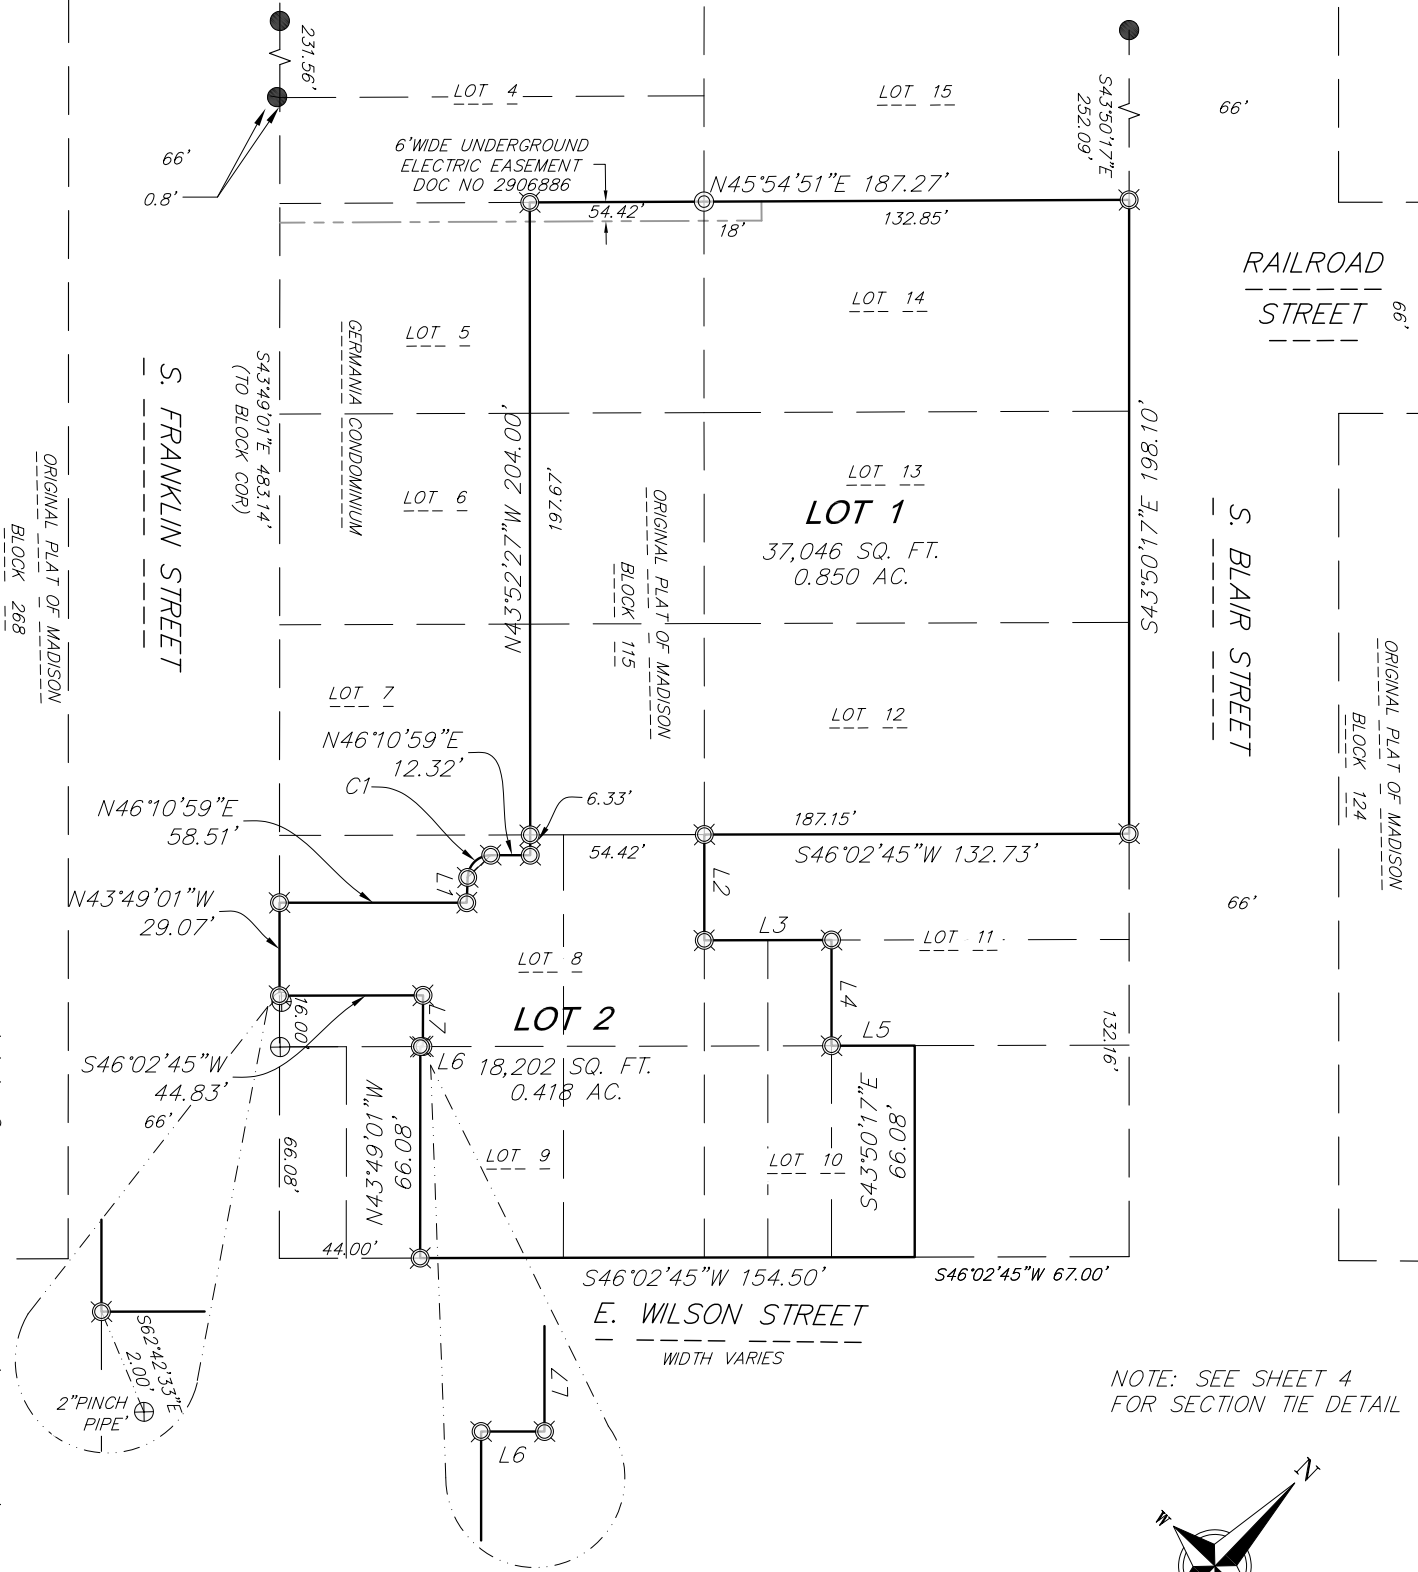 231.56'
LOT 4
LOT 15
S43°50'17"E
252.09'
66'
66'
0.8'
6'WIDE UNDERGROUND
ELECTRIC EASEMENT
DOC NO 2906886
N45°54'51"E 187.27'
54.42'
18'
132.85'
RAILROAD
STREET
66'
LOT 5
LOT 14
GERMANIA CONDOMINIUM
S43°49'01"E 483.14'
(TO BLOCK COR)
S. FRANKLIN STREET
ORIGINAL PLAT OF MADISON
BLOCK 268
LOT 6
N43°52'27"W 204.00'
197.67'
LOT 13
LOT 1
37,046 SQ. FT.
0.850 AC.
ORIGINAL PLAT OF MADISON
BLOCK 115
S43°50'17"E 198.10'
S. BLAIR STREET
ORIGINAL PLAT OF MADISON
BLOCK 124
LOT 7
LOT 12
N46°10'59"E
12.32'
C1
6.33'
N46°10'59"E
58.51'
187.15'
54.42'
S46°02'45"W 132.73'
L1
L2
N43°49'01"W
29.07'
66'
L3
LOT 11
LOT 8
L4
16.00'
L7
LOT 2
L5
132.16'
L6
18,202 SQ. FT.
0.418 AC.
S46°02'45"W
44.83'
66'
66.08'
N43°49'01"W
66.08'
LOT 9
LOT 10
S43°50'17"E
66.08'
44.00'
S46°02'45"W 154.50'
S46°02'45"W 67.00'
E. WILSON STREET
WIDTH VARIES
S62°42'33"E
2.00'
2"PINCH
PIPE'
L7
L6
NOTE: SEE SHEET 4
FOR SECTION TIE DETAIL
N
W